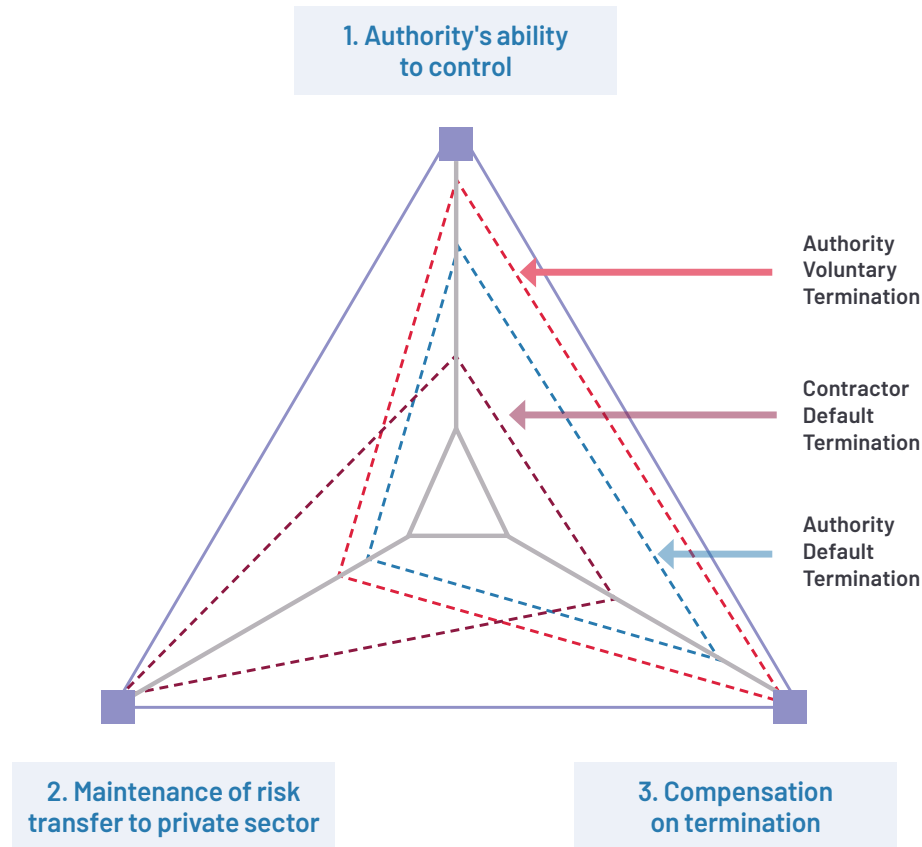 1. Authority's ability
to control
Authority
Voluntary
Termination
Contractor
Default
Termination
Authority
Default
Termination
2. Maintenance of risk
transfer to private sector
3. Compensation
on termination